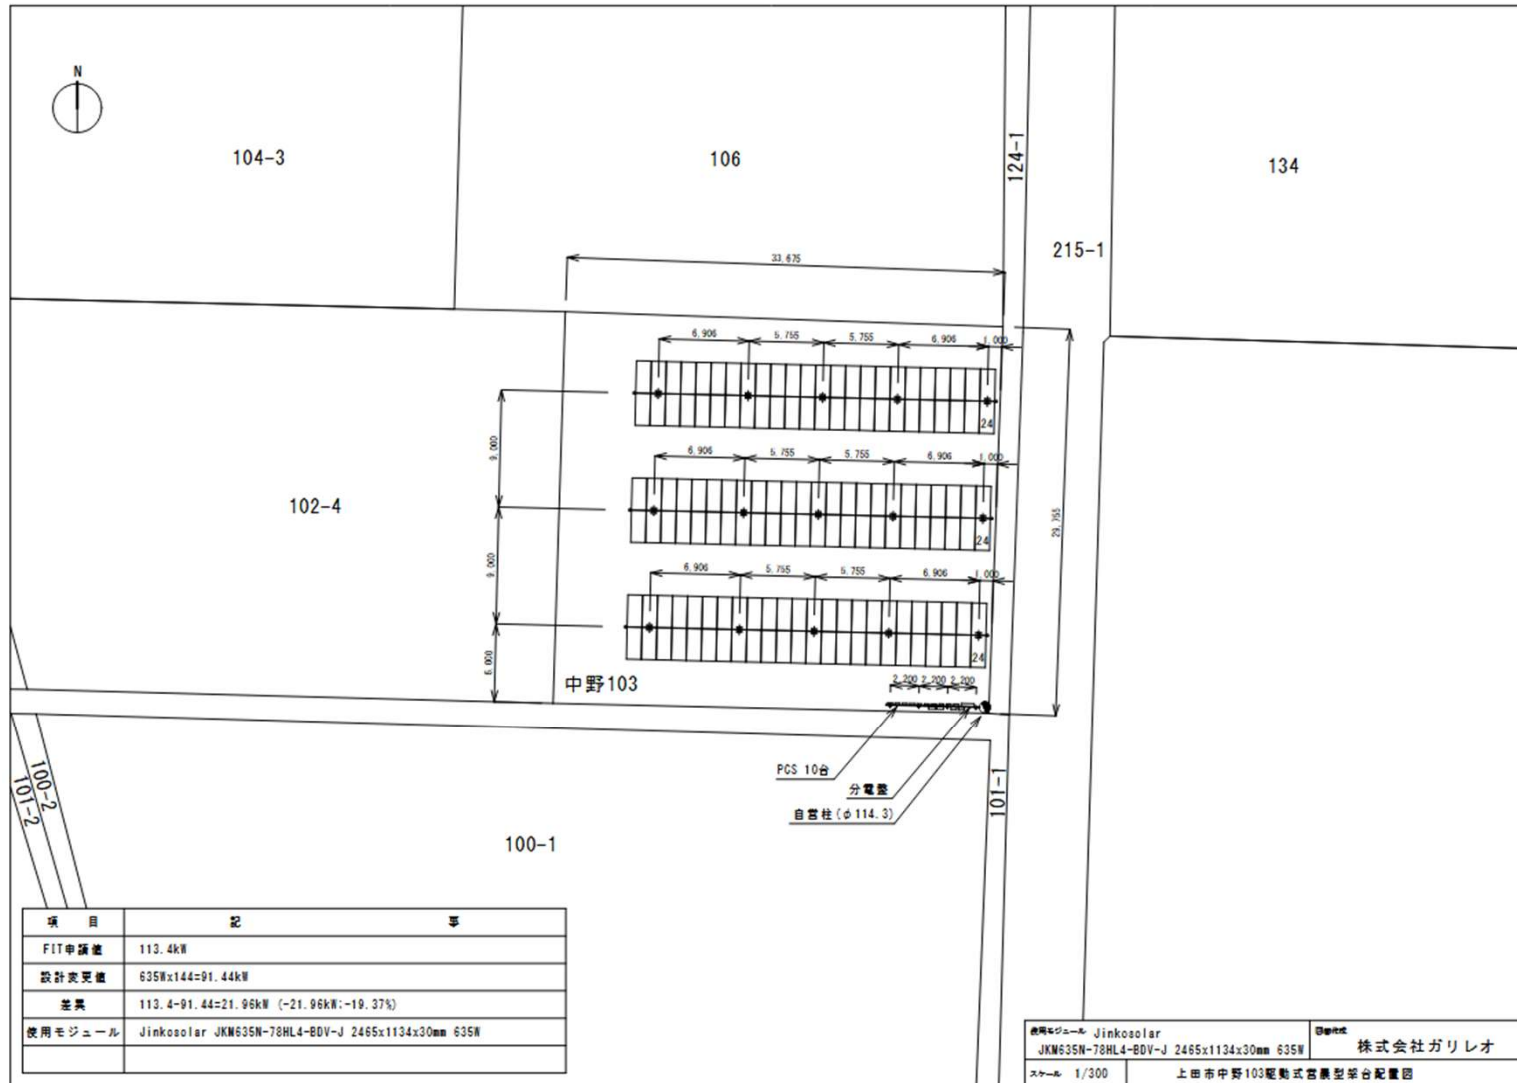 N
104-3
106
124-1
134
215-1
33.675
6.906 5.755 5.755 6.906 1.000
24
9.000
6.906 5.755 5.755 6.906 1.000
24
102-4
29.755
9.000
6.906 5.755 5.755 6.906 1.000
24
6.000
中野103
2.200 2.200 2.200
PCS 10台
分電盤
自営柱(φ114.3)
101-1
100-2
101-2
100-1
項 目 記 事
FIT申請値 113.4kW
設計変更値 635Wx144=91.44kW
差異 113.4-91.44=21.96kW (-21.96kW:-19.37%)
使用モジュール Jinkosolar JKM635N-78HL4-BDV-J 2465x1134x30mm 635W
使用モジュール Jinkosolar
JKM635N-78HL4-BDV-J 2465x1134x30mm 635W
図面作成 株式会社ガリレオ
スケール 1/300 上田市中野103駆動式営農型架台配置図